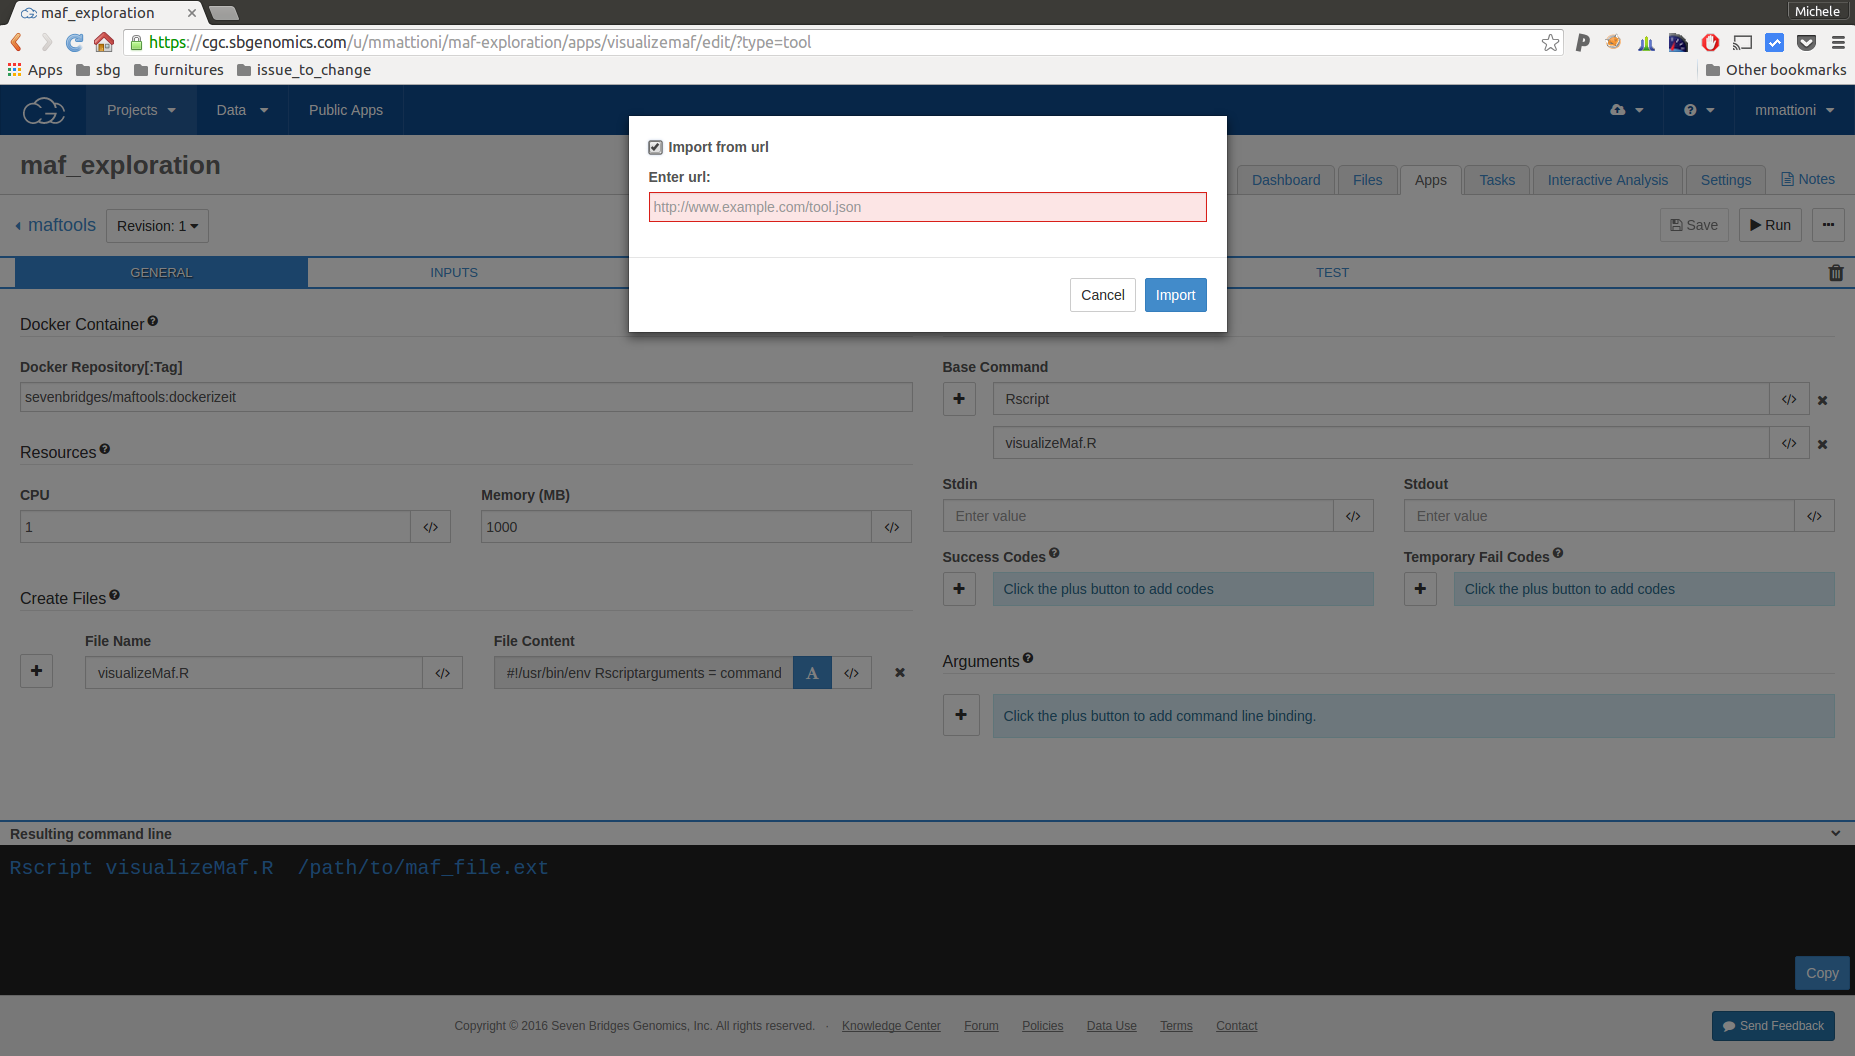 maf_exploration
Michele
https://cgc.sbgenomics.com/u/mmattioni/maf-exploration/apps/visualizemaf/edit/?type=tool
Apps sbg furnitures issue_to_change Other bookmarks
Projects Data Public Apps mmattioni
Import from url
Enter url:
http://www.example.com/tool.json
Cancel Import
maf_exploration
Dashboard Files Apps Tasks Interactive Analysis Settings Notes
maftools Revision: 1 Save Run
GENERAL INPUTS TEST
Docker Container
Docker Repository[:Tag]
sevenbridges/maftools:dockerizeit
Resources
CPU Memory (MB)
1 1000
Create Files
File Name File Content
visualizeMaf.R #!/usr/bin/env Rscriptarguments = command A
Base Command
Rscript
visualizeMaf.R
Stdin Stdout
Enter value Enter value
Success Codes Temporary Fail Codes
Click the plus button to add codes Click the plus button to add codes
Arguments
Click the plus button to add command line binding.
Resulting command line
Rscript visualizeMaf.R /path/to/maf_file.ext
Copy
Copyright © 2016 Seven Bridges Genomics, Inc. All rights reserved. · Knowledge Center Forum Policies Data Use Terms Contact
Send Feedback